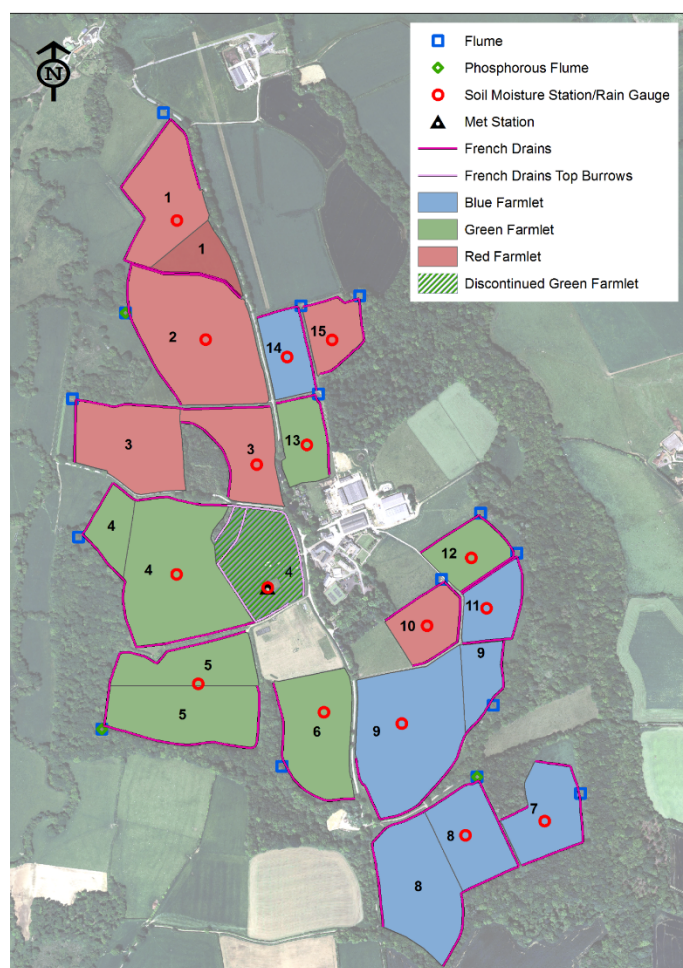 N
Flume
Phosphorous Flume
Soil Moisture Station/Rain Gauge
Met Station
French Drains
French Drains Top Burrows
Blue Farmlet
Green Farmlet
Red Farmlet
Discontinued Green Farmlet
1
1
2
14
15
3
3
13
4
4
4
12
11
10
5
9
5
6
9
7
8
8